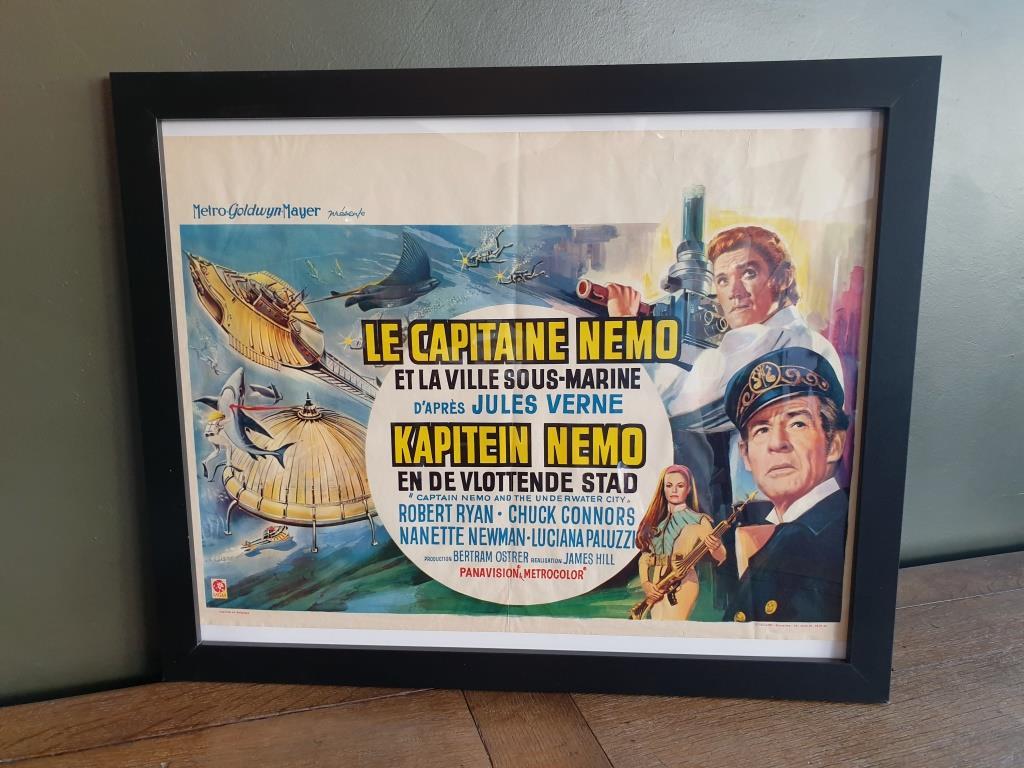 Metro-Goldwyn-Mayer présente
LE CAPITAINE NEMO
ET LA VILLE SOUS-MARINE
D'APRÈS JULES VERNE
KAPITEIN NEMO
EN DE VLOTTENDE STAD
"CAPTAIN NEMO AND THE UNDERWATER CITY"
ROBERT RYAN · CHUCK CONNORS
NANETTE NEWMAN · LUCIANA PALUZZI
PRODUCTION BERTRAM OSTRER REALISATION JAMES HILL
PANAVISION® METROCOLOR®